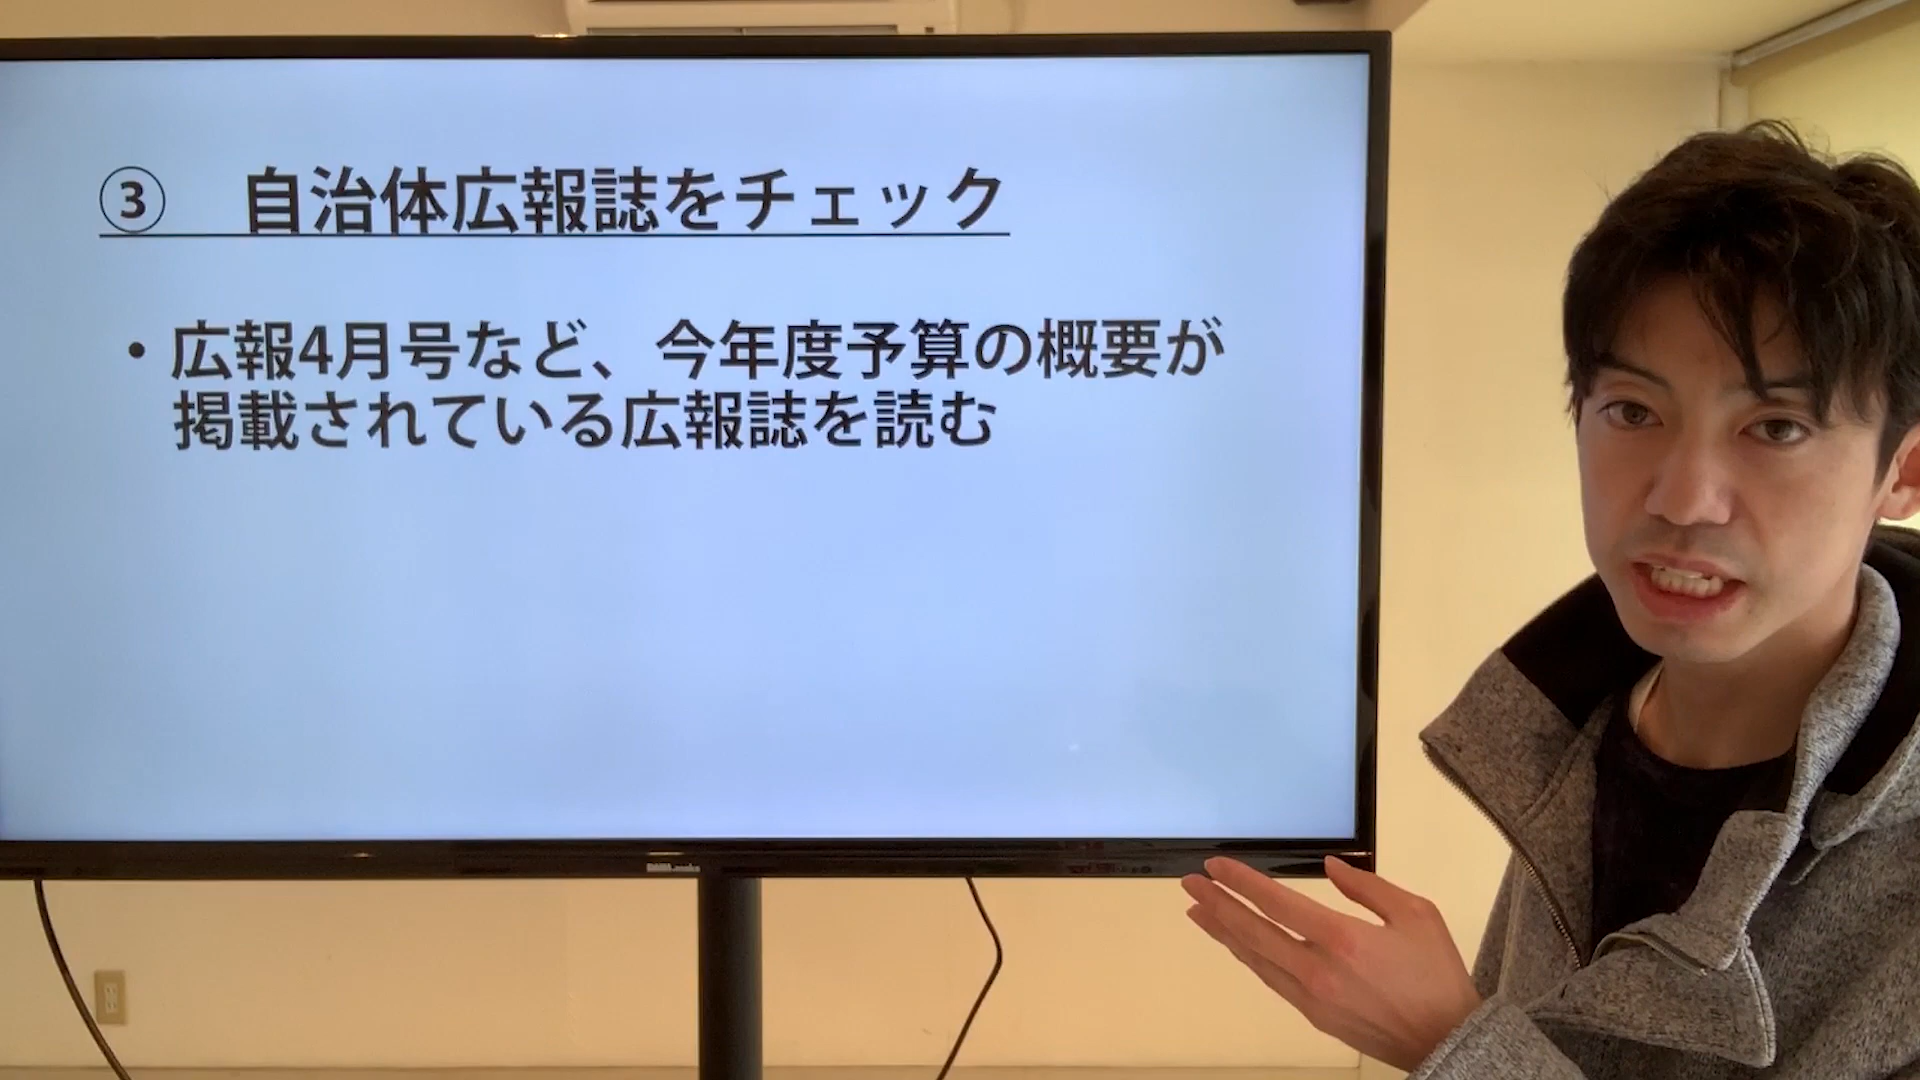 ③　自治体広報誌をチェック
・広報4月号など、今年度予算の概要が
掲載されている広報誌を読む